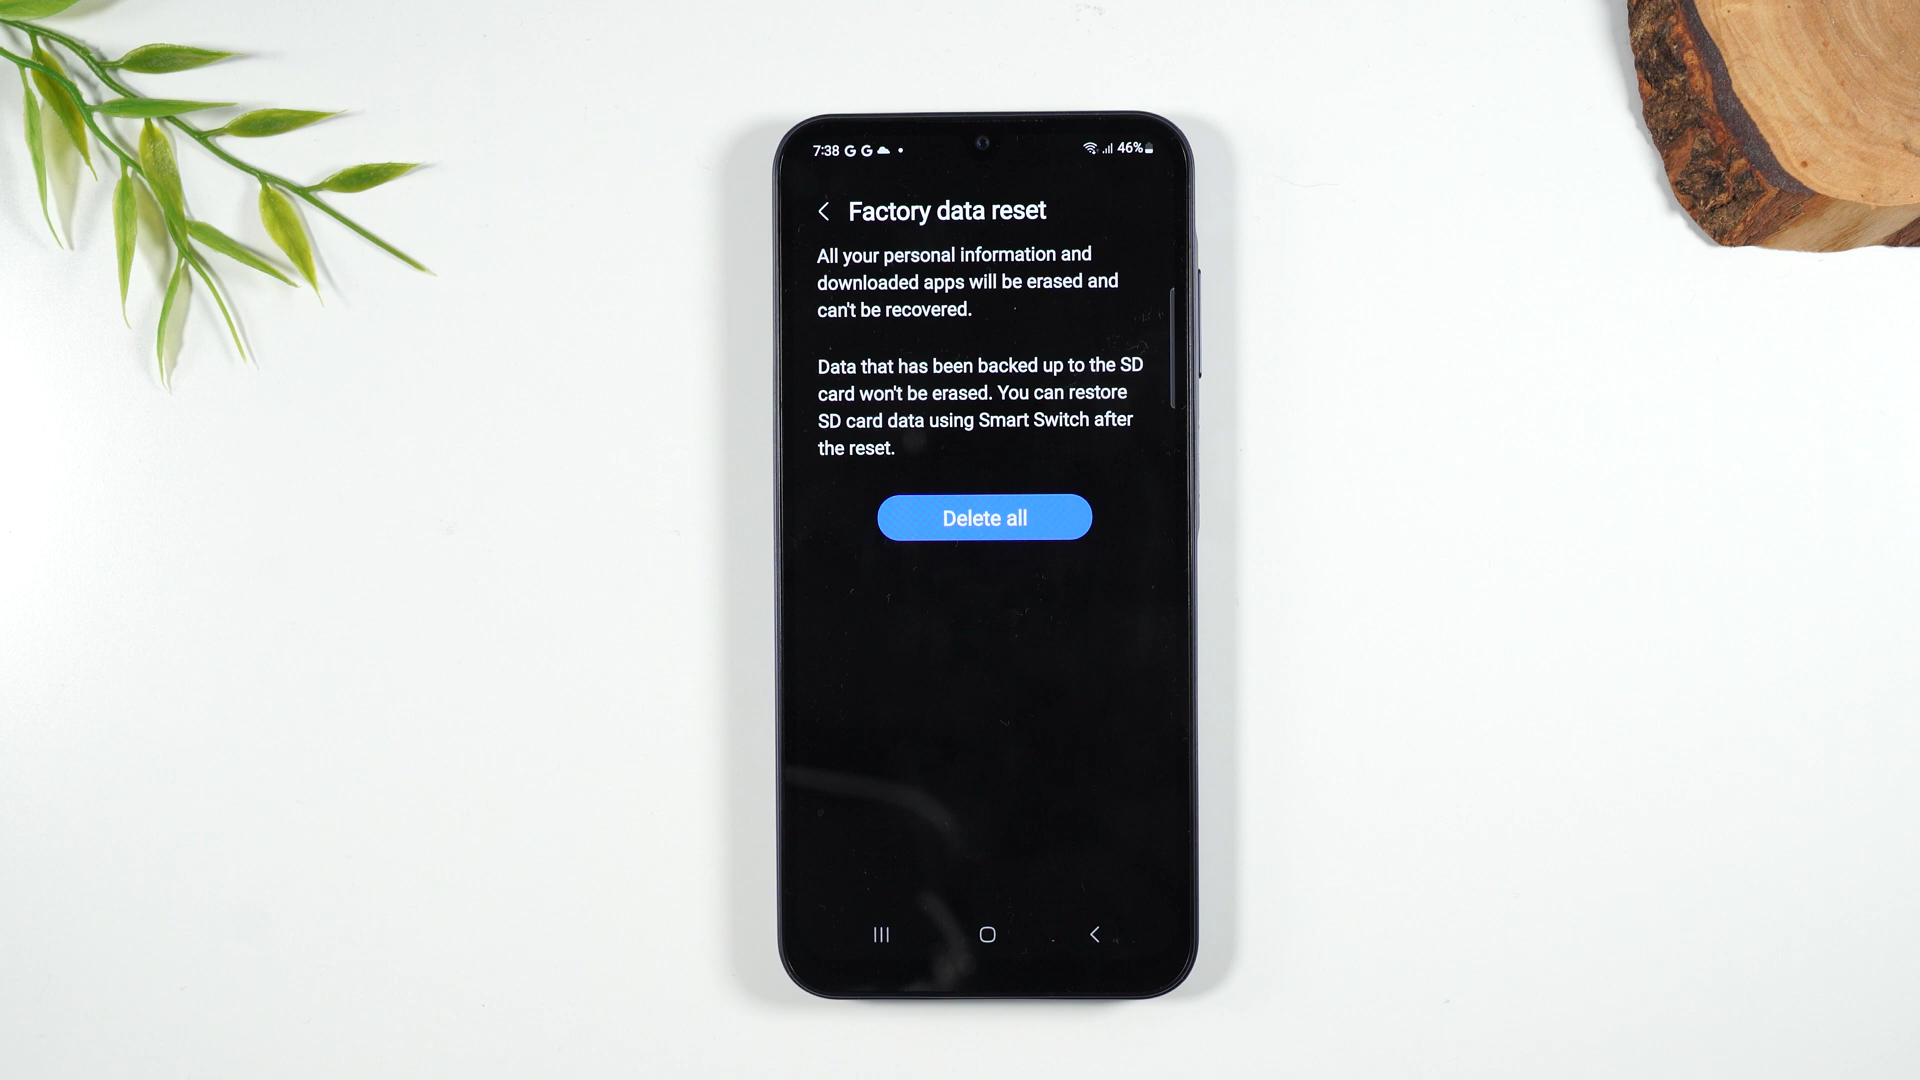 7:38 G G
46%
Factory data reset
All your personal information and
downloaded apps will be erased and
can't be recovered.
Data that has been backed up to the SD
card won't be erased. You can restore
SD card data using Smart Switch after
the reset.
Delete all